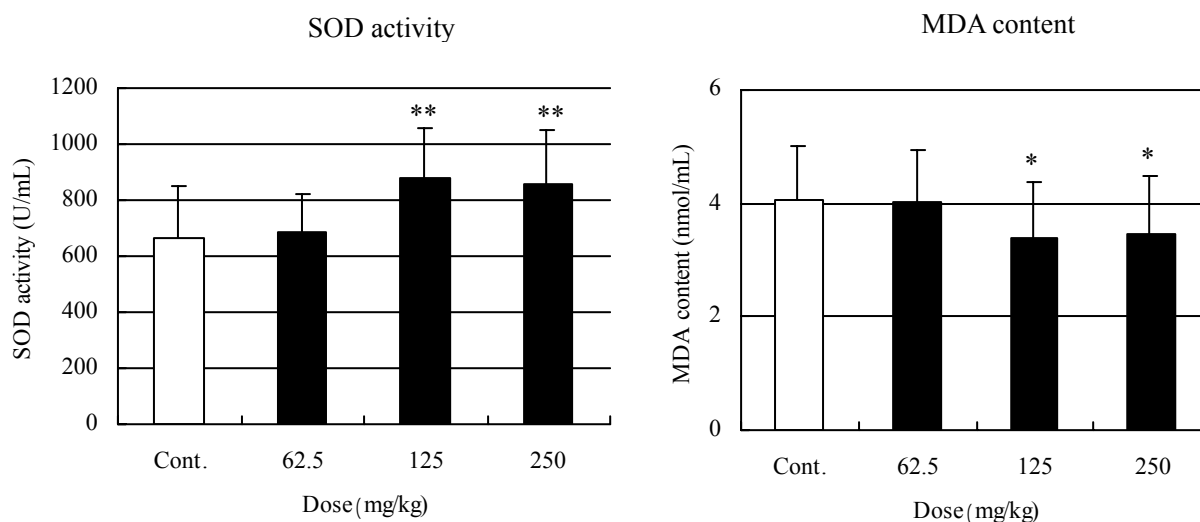 SOD activity
SOD activity (U/mL)
1200
1000
800
600
400
200
0
** **
Cont. 62.5 125 250
Dose(mg/kg)
MDA content
MDA content (nmol/mL)
6
4
2
0
* *
Cont. 62.5 125 250
Dose(mg/kg)